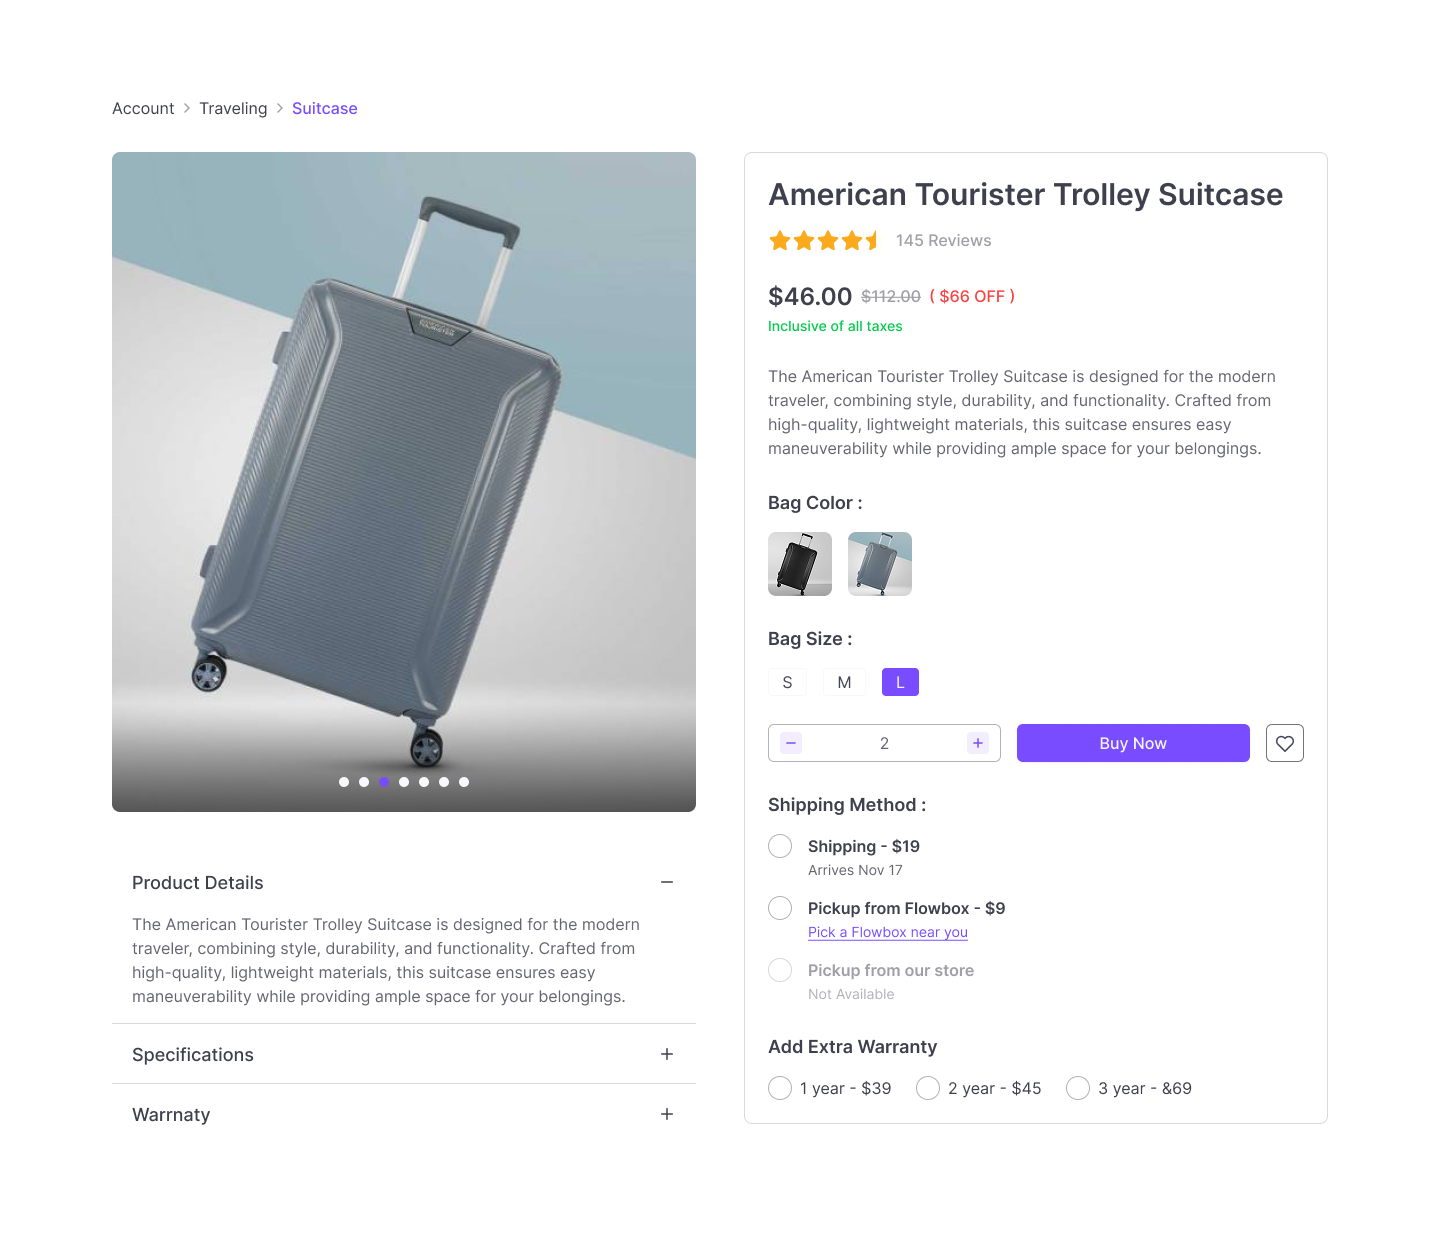 Account > Traveling > Suitcase
TOURISTER
American Tourister Trolley Suitcase
145 Reviews
$46.00 $112.00 ( $66 OFF )
Inclusive of all taxes
The American Tourister Trolley Suitcase is designed for the modern
traveler, combining style, durability, and functionality. Crafted from
high-quality, lightweight materials, this suitcase ensures easy
maneuverability while providing ample space for your belongings.
Bag Color :
Bag Size :
S M L
− 2 + Buy Now
Shipping Method :
Shipping - $19
Arrives Nov 17
Pickup from Flowbox - $9
Pick a Flowbox near you
Pickup from our store
Not Available
Add Extra Warranty
1 year - $39 2 year - $45 3 year - &69
Product Details −
The American Tourister Trolley Suitcase is designed for the modern
traveler, combining style, durability, and functionality. Crafted from
high-quality, lightweight materials, this suitcase ensures easy
maneuverability while providing ample space for your belongings.
Specifications +
Warrnaty +